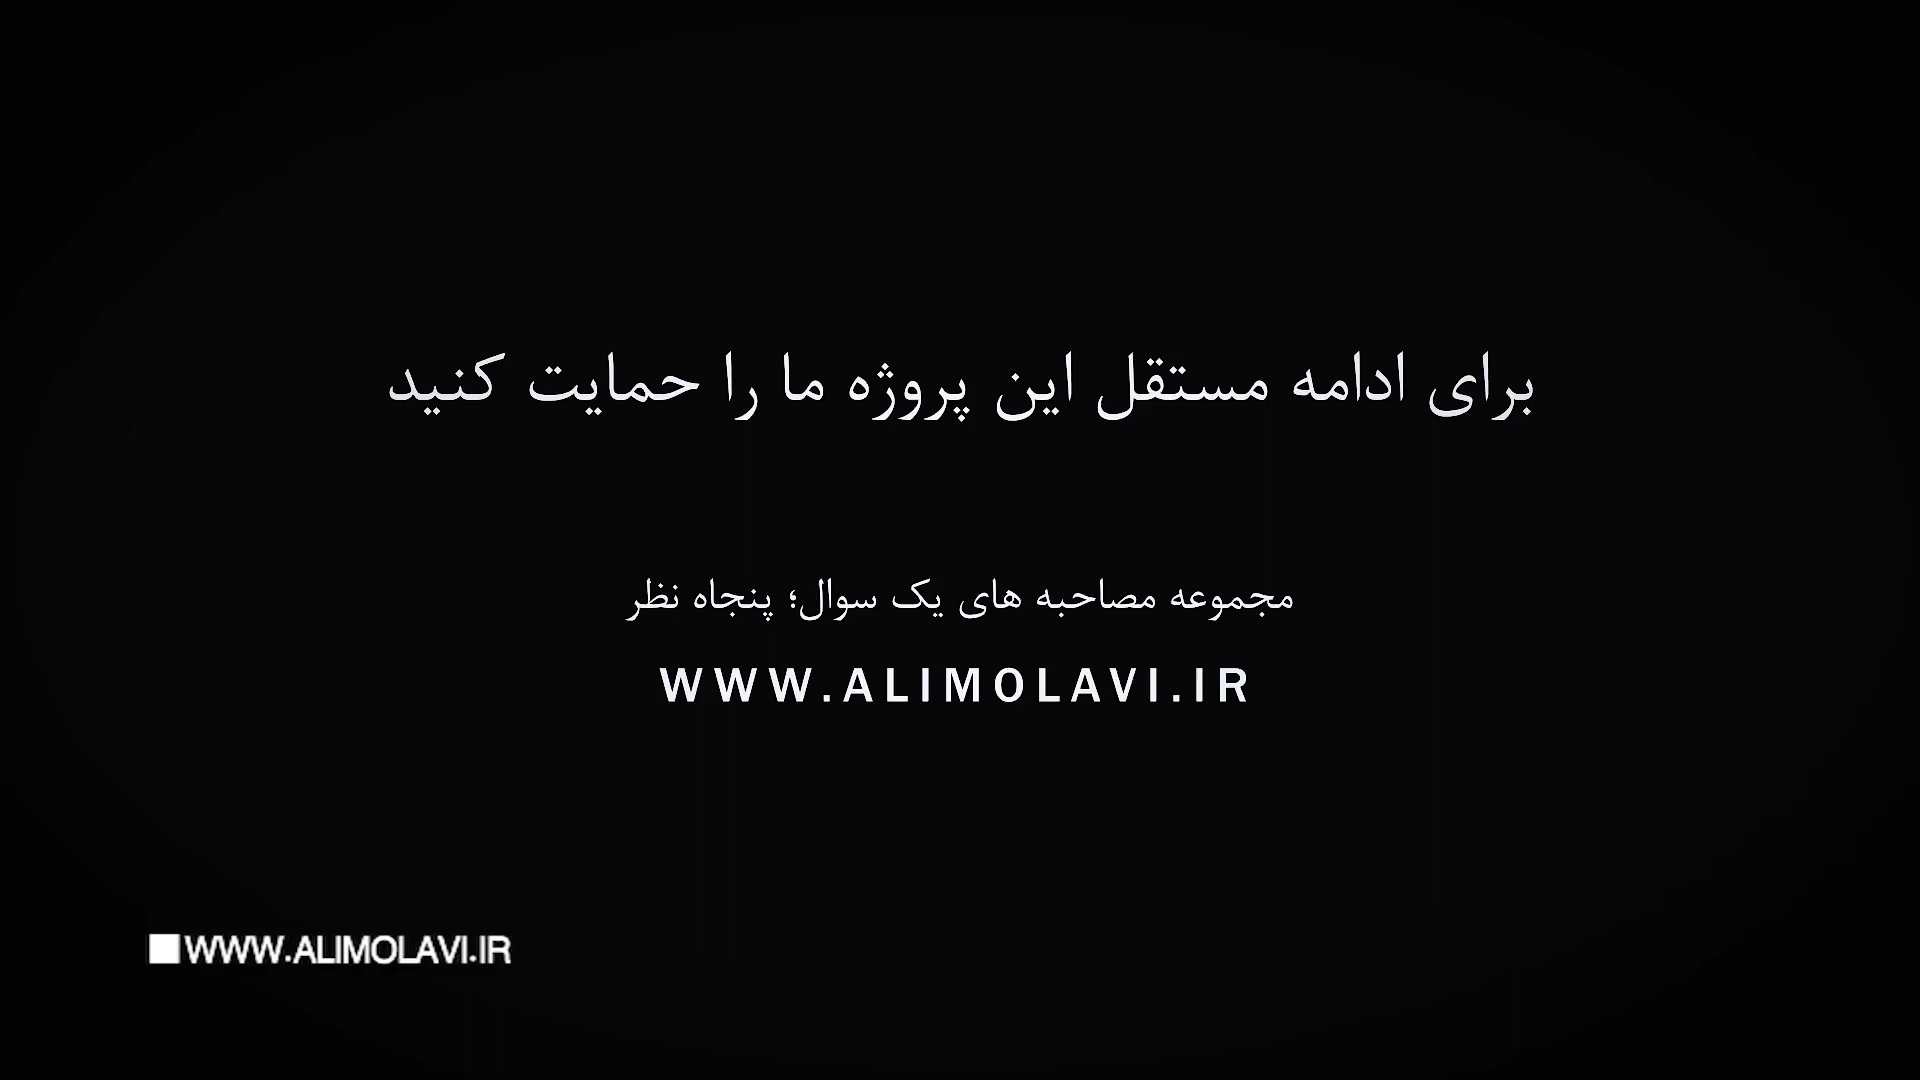 برای ادامه مستقل این پروژه ما را حمایت کنید
مجموعه مصاحبه های یک سوال؛ پنجاه نظر
WWW.ALIMOLAVI.IR
WWW.ALIMOLAVI.IR